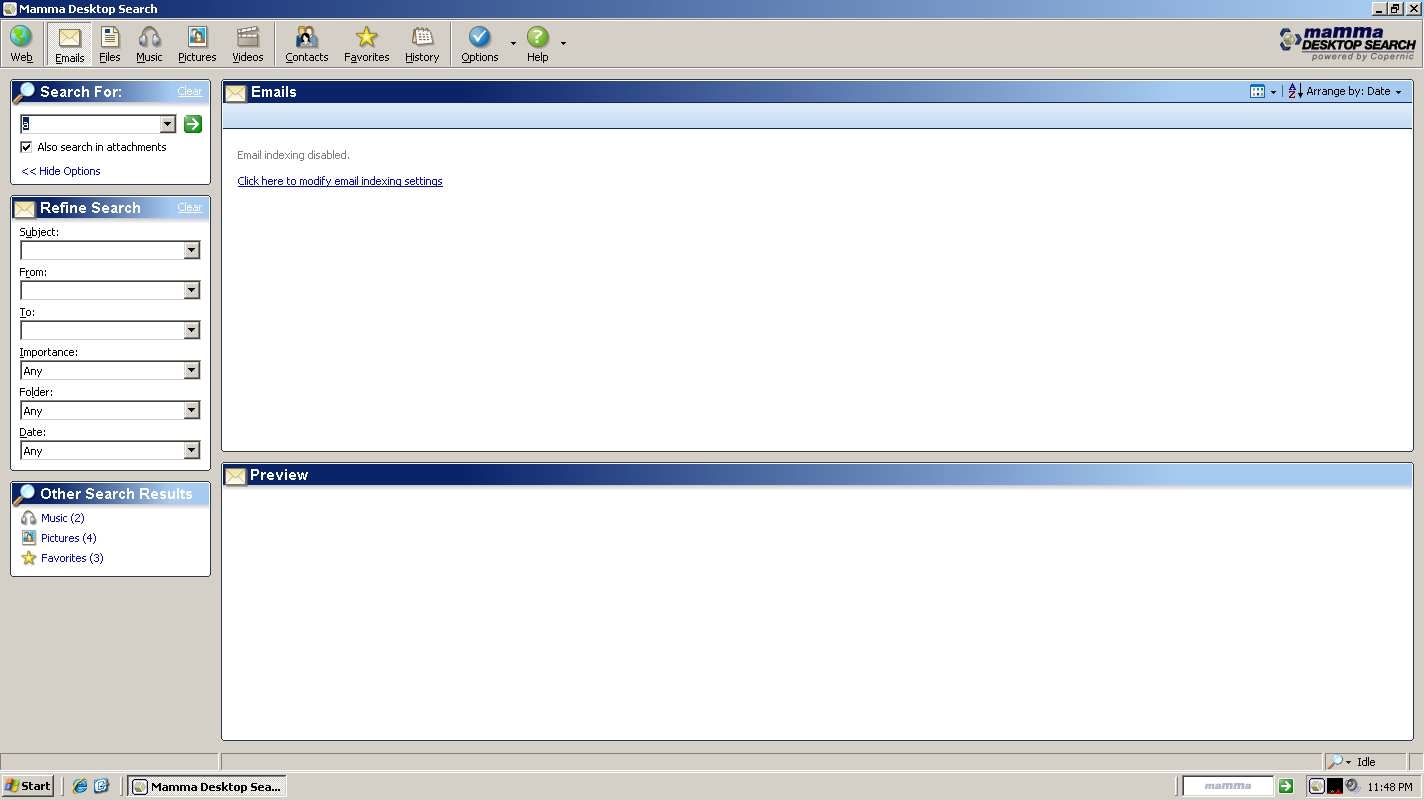 Mamma Desktop Search
Web Emails Files Music Pictures Videos Contacts Favorites History Options Help
mamma
DESKTOP SEARCH
powered by Copernic
Search For: Clear
a
Also search in attachments
<< Hide Options
Refine Search Clear
Subject:
From:
To:
Importance:
Any
Folder:
Any
Date:
Any
Other Search Results
Music (2)
Pictures (4)
Favorites (3)
Emails
Arrange by: Date
Email indexing disabled.
Click here to modify email indexing settings
Preview
Idle
Start Mamma Desktop Sea... mamma 11:48 PM